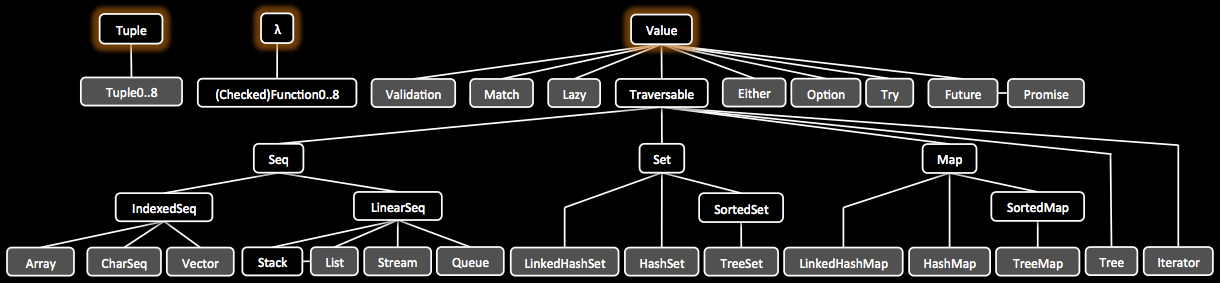 Tuple
λ
Value
Tuple0..8
(Checked)Function0..8
Validation
Match
Lazy
Traversable
Either
Option
Try
Future
Promise
Seq
Set
Map
IndexedSeq
LinearSeq
SortedSet
SortedMap
Array
CharSeq
Vector
Stack
List
Stream
Queue
LinkedHashSet
HashSet
TreeSet
LinkedHashMap
HashMap
TreeMap
Tree
Iterator